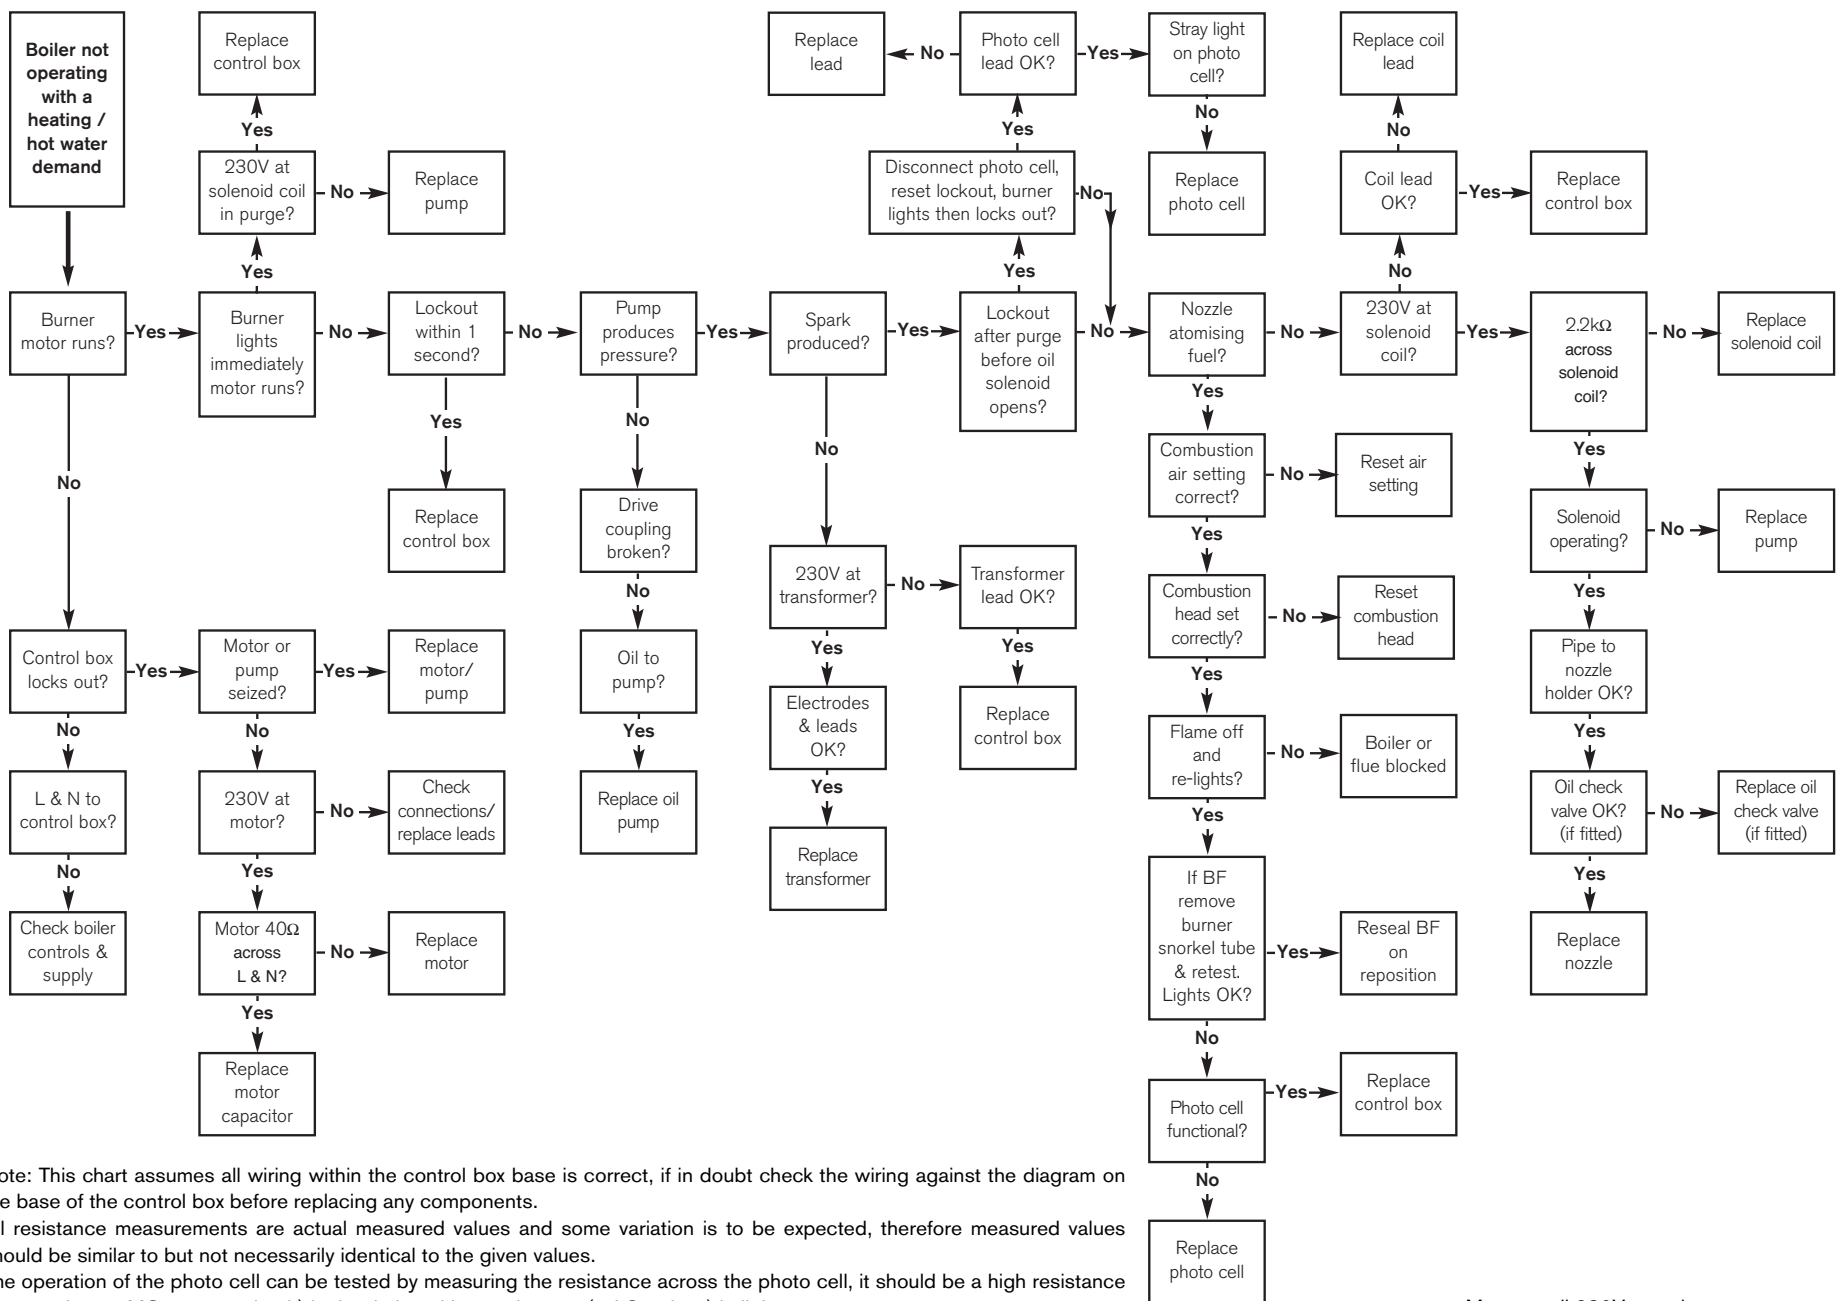 Boiler not
operating
with a
heating /
hot water
demand
Replace
control box
Yes
230V at
solenoid coil
in purge?
No
Replace
pump
Yes
Replace
lead
No
Photo cell
lead OK?
Yes
Stray light
on photo
cell?
No
Replace
photo cell
Yes
Disconnect photo cell,
reset lockout, burner
lights then locks out?
No
Yes
Replace coil
lead
No
Coil lead
OK?
Yes
Replace
control box
No
Burner
motor runs?
Yes
Burner
lights
immediately
motor runs?
No
Lockout
within 1
second?
No
Pump
produces
pressure?
Yes
Spark
produced?
Yes
Lockout
after purge
before oil
solenoid
opens?
No
Nozzle
atomising
fuel?
No
230V at
solenoid
coil?
Yes
2.2kΩ
across
solenoid
coil?
No
Replace
solenoid coil
No
Yes
Replace
control box
No
Drive
coupling
broken?
No
Oil to
pump?
Yes
Replace oil
pump
No
230V at
transformer?
No
Transformer
lead OK?
Yes
Replace
control box
Yes
Electrodes
& leads
OK?
Yes
Replace
transformer
Yes
Combustion
air setting
correct?
No
Reset air
setting
Yes
Combustion
head set
correctly?
No
Reset
combustion
head
Yes
Flame off
and
re-lights?
No
Boiler or
flue blocked
Yes
If BF
remove
burner
snorkel tube
& retest.
Lights OK?
Yes
Reseal BF
on
reposition
No
Photo cell
functional?
Yes
Replace
control box
No
Replace
photo cell
Yes
Solenoid
operating?
No
Replace
pump
Yes
Pipe to
nozzle
holder OK?
Yes
Oil check
valve OK?
(if fitted)
No
Replace oil
check valve
(if fitted)
Yes
Replace
nozzle
Control box
locks out?
Yes
Motor or
pump
seized?
Yes
Replace
motor/
pump
No
L & N to
control box?
No
Check boiler
controls &
supply
No
230V at
motor?
No
Check
connections/
replace leads
Yes
Motor 40Ω
across
L & N?
No
Replace
motor
Yes
Replace
motor
capacitor
ote: This chart assumes all wiring within the control box base is correct, if in doubt check the wiring against the diagram on
e base of the control box before replacing any components.
l resistance measurements are actual measured values and some variation is to be expected, therefore measured values
ould be similar to but not necessarily identical to the given values.
he operation of the photo cell can be tested by measuring the resistance across the photo cell, it should be a high resistance